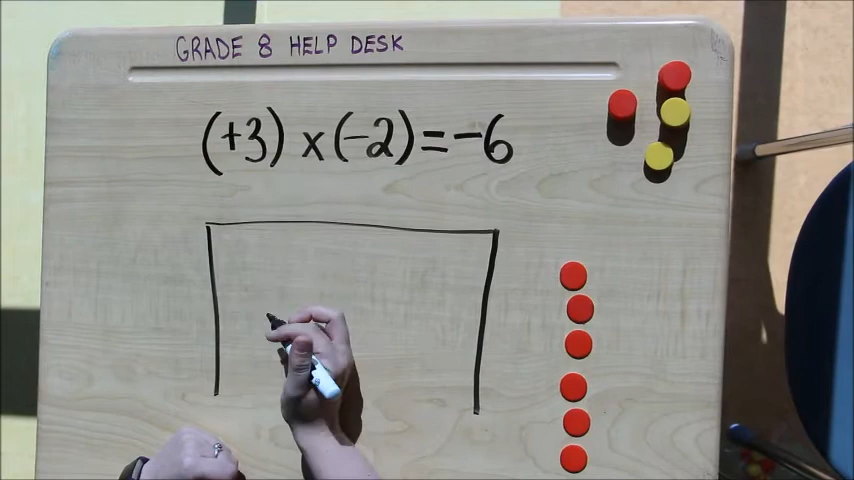 GRADE 8 HELP DESK
(+3) x (-2) = -6